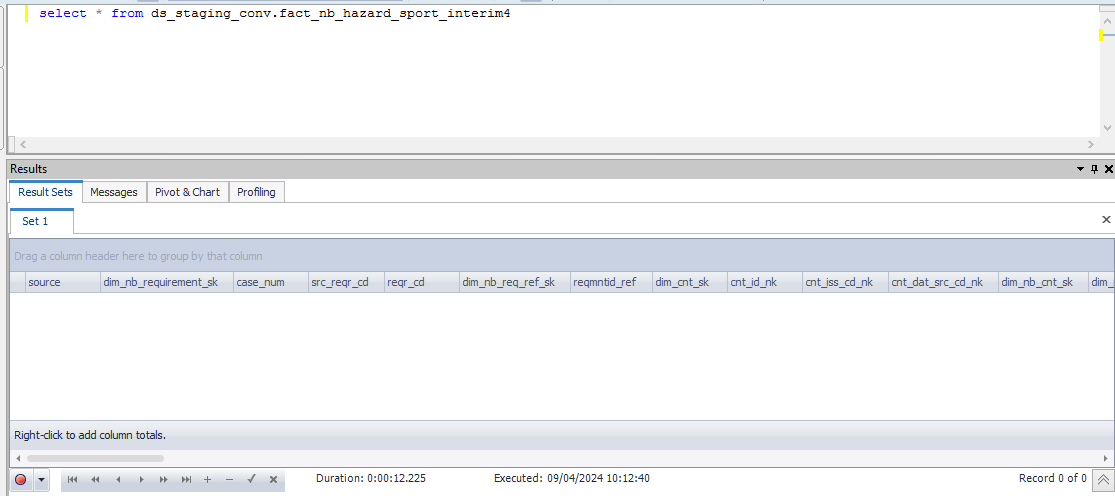 select * from ds_staging_conv.fact_nb_hazard_sport_interim4
Results
Result Sets Messages Pivot & Chart Profiling
Set 1
Drag a column header here to group by that column
source dim_nb_requirement_sk case_num src_reqr_cd reqr_cd dim_nb_req_ref_sk reqmntid_ref dim_cnt_sk cnt_id_nk cnt_iss_cd_nk cnt_dat_src_cd_nk dim_nb_cnt_sk dim_
Right-click to add column totals.
Duration: 0:00:12.225 Executed: 09/04/2024 10:12:40 Record 0 of 0